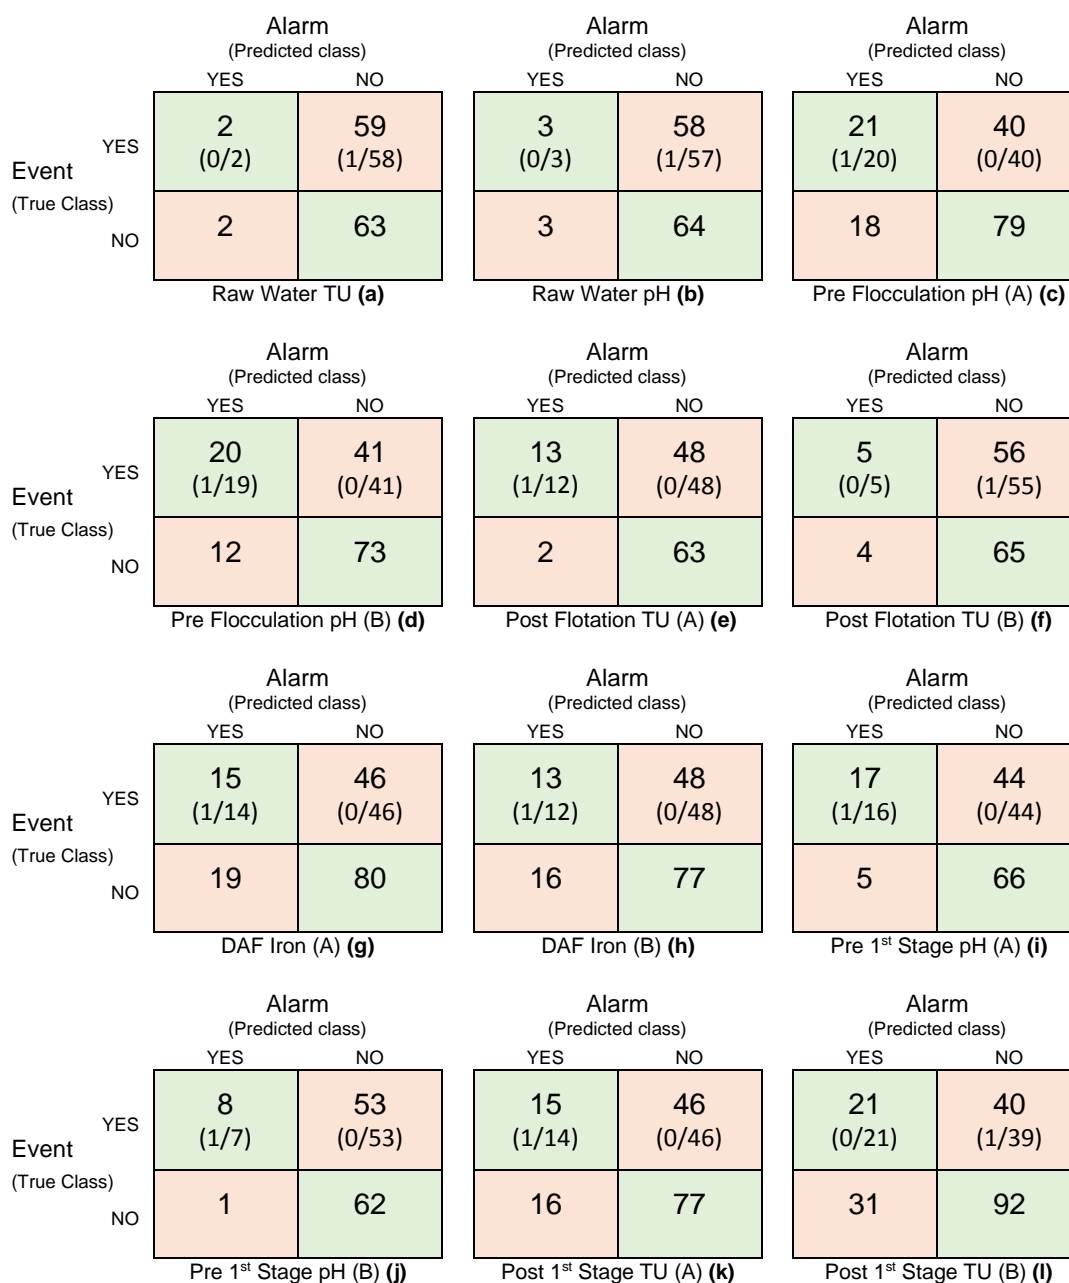 Alarm Alarm Alarm
(Predicted class) (Predicted class) (Predicted class)
YES NO YES NO YES NO
YES 2 59 3 58 21 40
(0/2) (1/58) (0/3) (1/57) (1/20) (0/40)
Event
(True Class)
NO 2 63 3 64 18 79
Raw Water TU (a) Raw Water pH (b) Pre Flocculation pH (A) (c)
Alarm Alarm Alarm
(Predicted class) (Predicted class) (Predicted class)
YES NO YES NO YES NO
YES 20 41 13 48 5 56
(1/19) (0/41) (1/12) (0/48) (0/5) (1/55)
Event
(True Class)
NO 12 73 2 63 4 65
Pre Flocculation pH (B) (d) Post Flotation TU (A) (e) Post Flotation TU (B) (f)
Alarm Alarm Alarm
(Predicted class) (Predicted class) (Predicted class)
YES NO YES NO YES NO
YES 15 46 13 48 17 44
(1/14) (0/46) (1/12) (0/48) (1/16) (0/44)
Event
(True Class)
NO 19 80 16 77 5 66
DAF Iron (A) (g) DAF Iron (B) (h) Pre 1st Stage pH (A) (i)
Alarm Alarm Alarm
(Predicted class) (Predicted class) (Predicted class)
YES NO YES NO YES NO
YES 8 53 15 46 21 40
(1/7) (0/53) (1/14) (0/46) (0/21) (1/39)
Event
(True Class)
NO 1 62 16 77 31 92
Pre 1st Stage pH (B) (j) Post 1st Stage TU (A) (k) Post 1st Stage TU (B) (l)